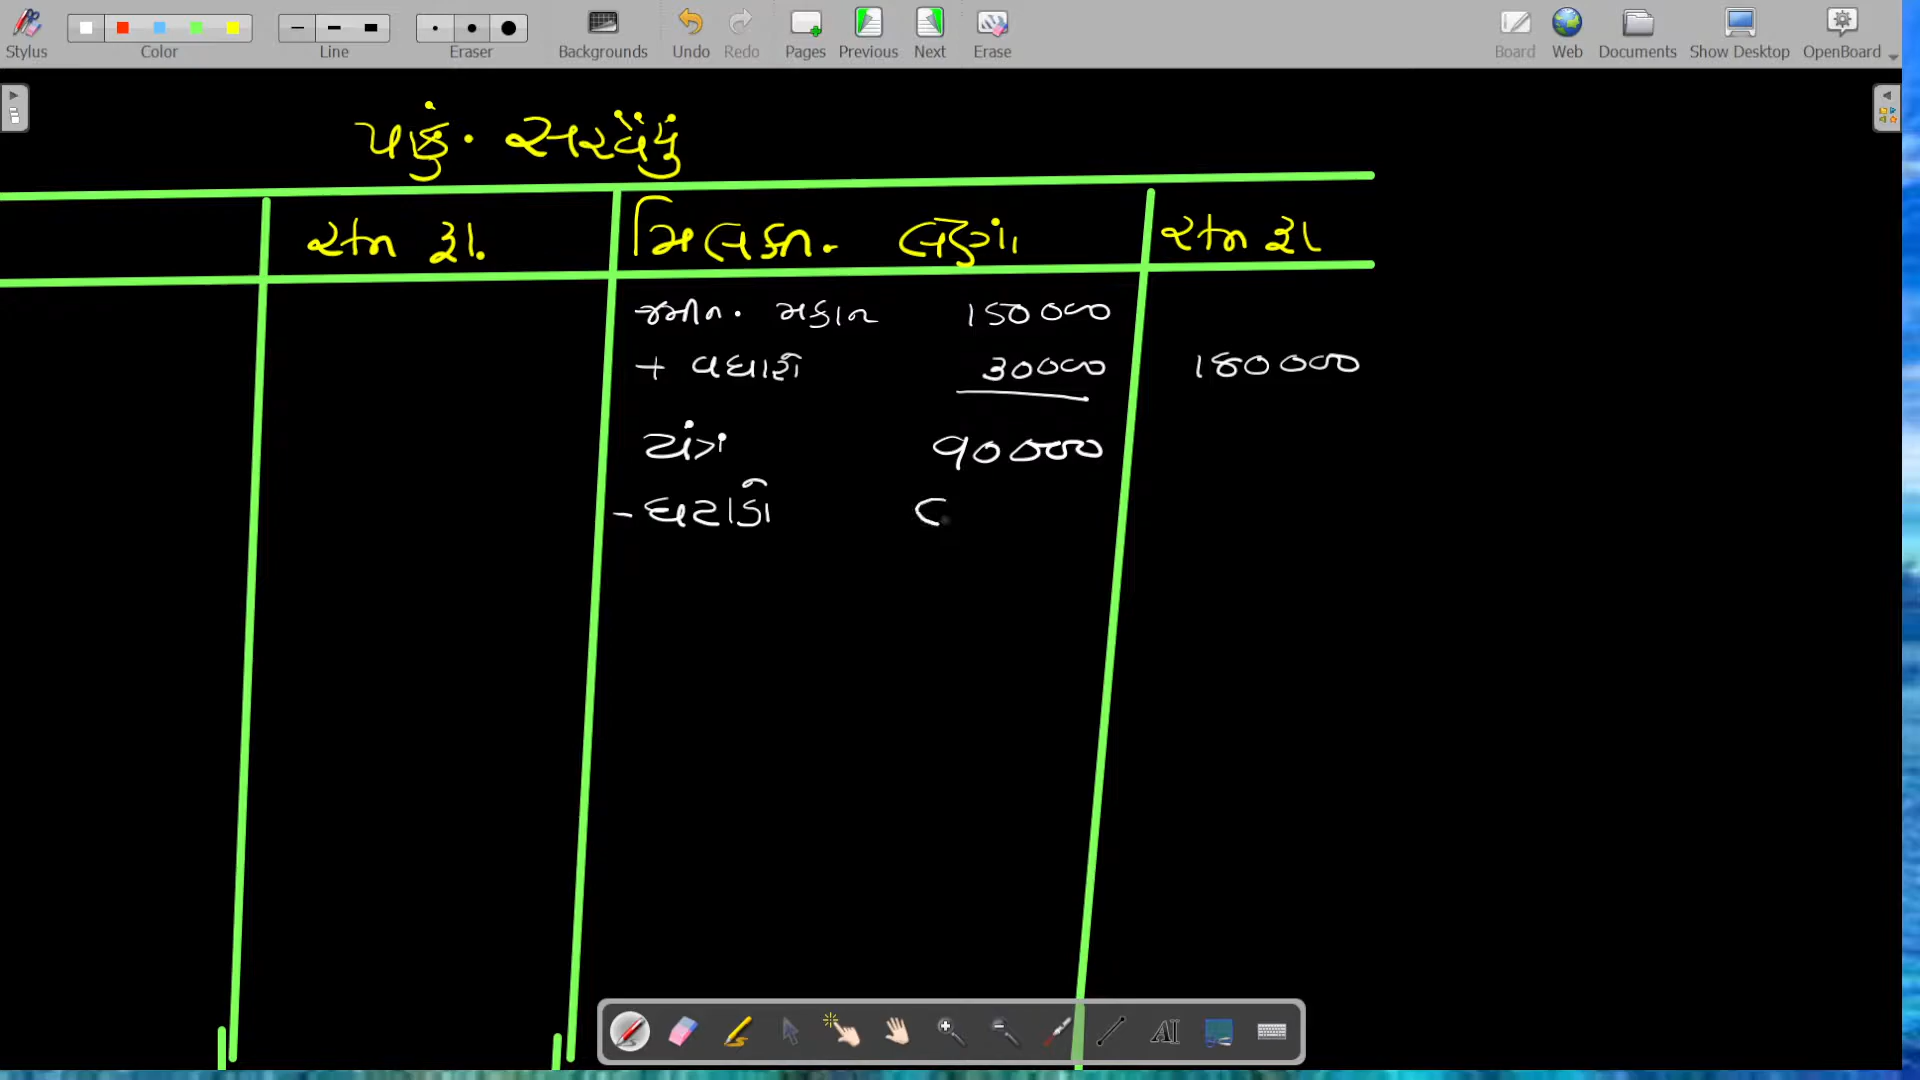 Stylus Color Line Eraser Backgrounds Undo Redo Pages Previous Next Erase Board Web Documents Show Desktop OpenBoard
પાકું સરવૈયું
રકમ રૂા. મિલકત લેણાં રકમ રૂા
જમીન મકાન 150000
+ વધારો 30000 180000
યંત્રો 90000
- ઘટાડો
AI